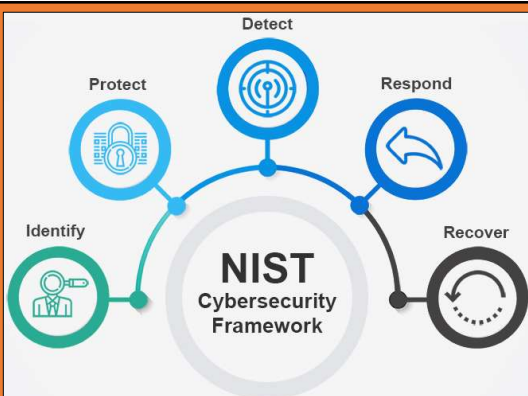 Detect
Protect
Respond
Identify
Recover
NIST
Cybersecurity
Framework